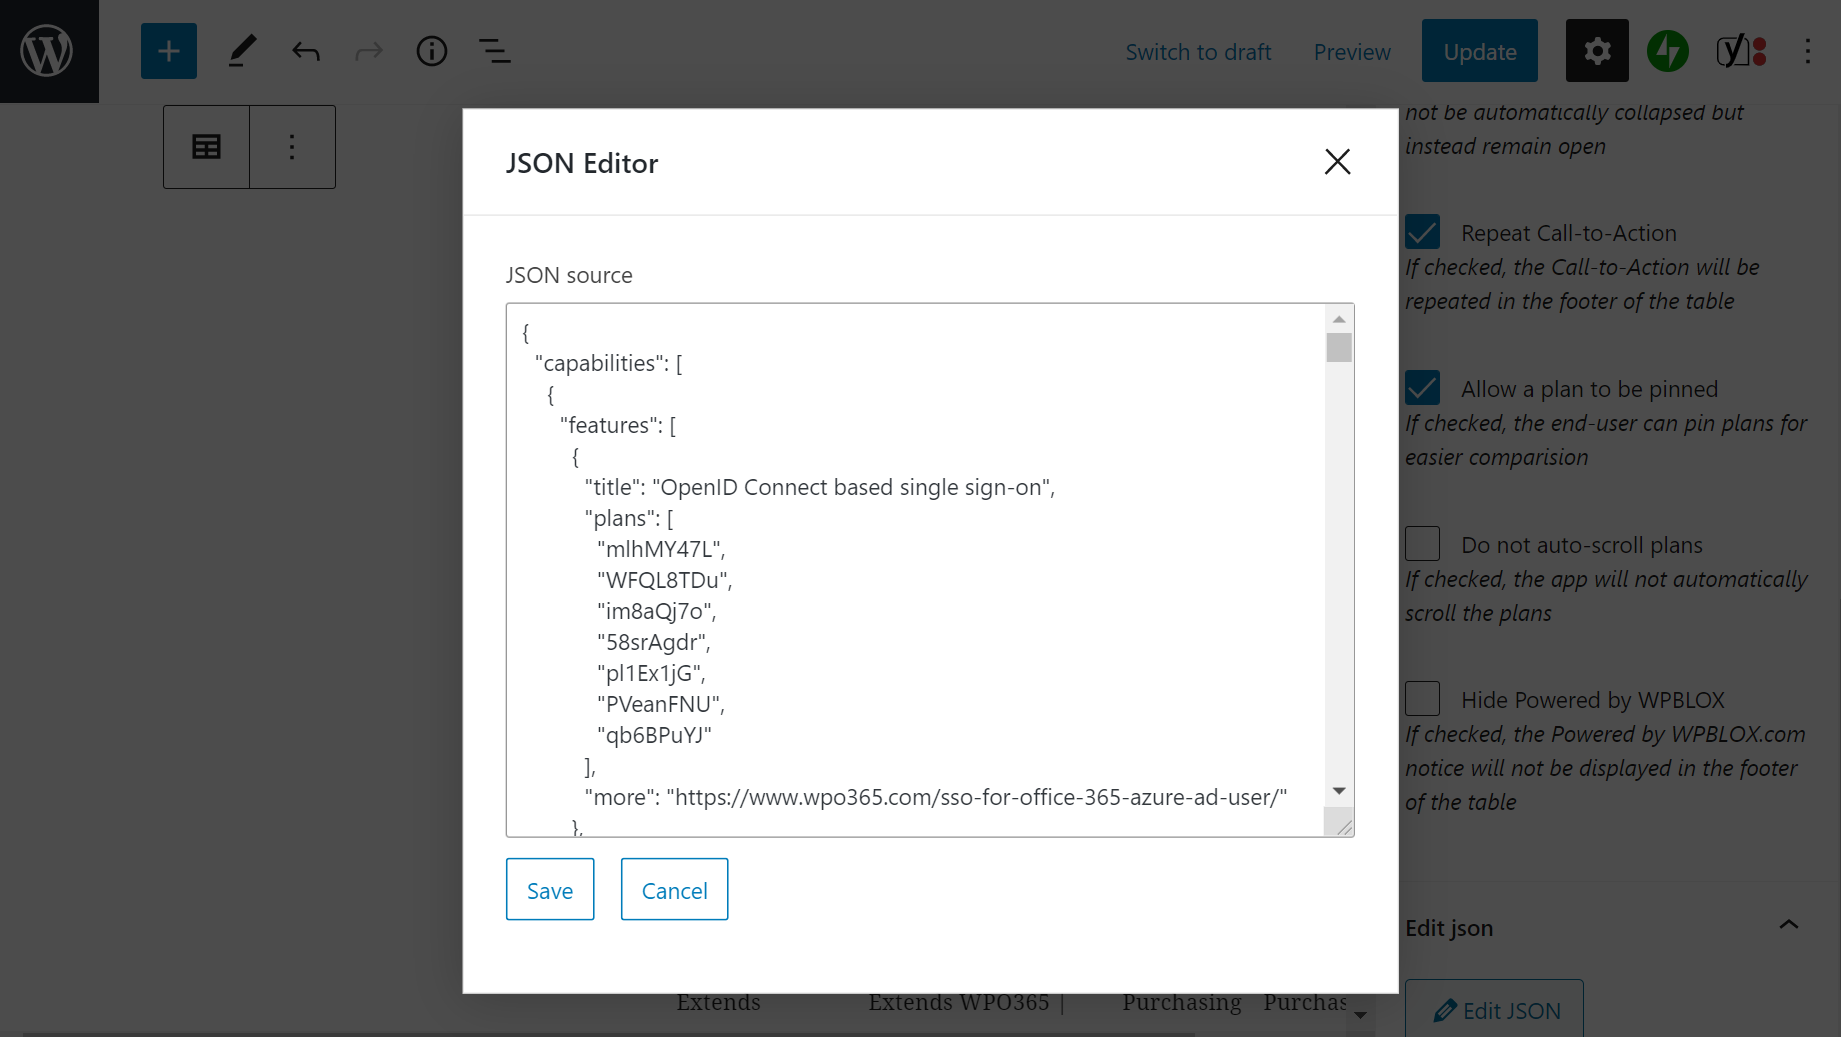 Switch to draft
Preview
Update
JSON Editor
JSON source
{
"capabilities": [
{
"features": [
{
"title": "OpenID Connect based single sign-on",
"plans": [
"mlhMY47L",
"WFQL8TDu",
"im8aQj7o",
"58srAgdr",
"pl1Ex1jG",
"PVeanFNU",
"qb6BPuYJ"
],
"more": "https://www.wpo365.com/sso-for-office-365-azure-ad-user/"
},
Save
Cancel
not be automatically collapsed but
instead remain open
Repeat Call-to-Action
If checked, the Call-to-Action will be
repeated in the footer of the table
Allow a plan to be pinned
If checked, the end-user can pin plans for
easier comparision
Do not auto-scroll plans
If checked, the app will not automatically
scroll the plans
Hide Powered by WPBLOX
If checked, the Powered by WPBLOX.com
notice will not be displayed in the footer
of the table
Edit json
Edit JSON
Extends
Extends WPO365 |
Purchasing
Purchas